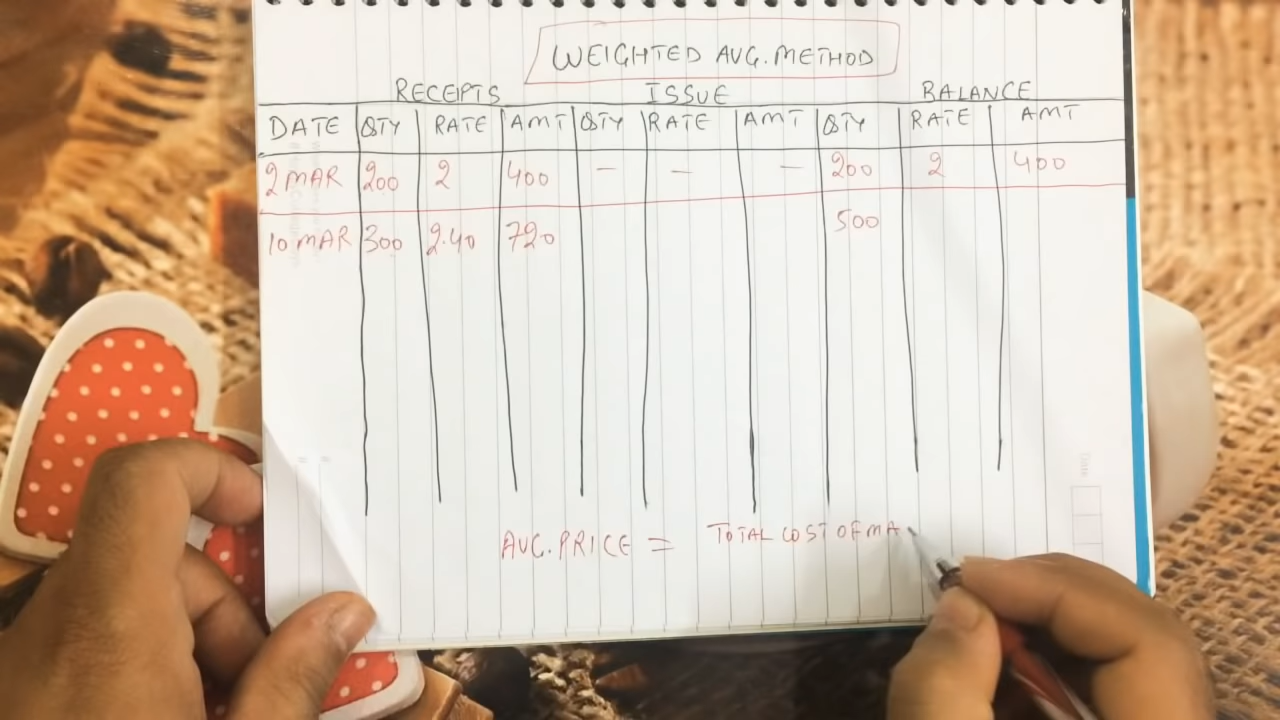 WEIGHTED AVG. METHOD
RECEIPTS ISSUE BALANCE
DATE QTY RATE AMT QTY RATE AMT QTY RATE AMT
2 MAR 200 2 400 - - - 200 2 400
10 MAR 300 2.40 720 500
AVG. PRICE = TOTAL COST OF MA
Date